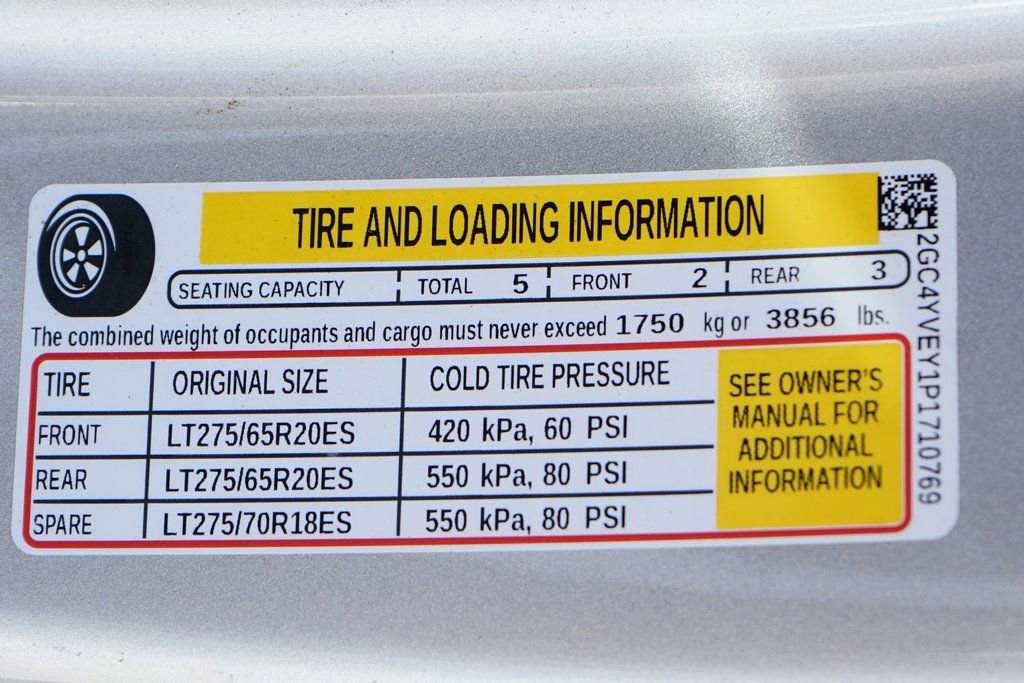 TIRE AND LOADING INFORMATION
SEATING CAPACITY TOTAL 5 FRONT 2 REAR 3
The combined weight of occupants and cargo must never exceed 1750 kg or 3856 lbs.
TIRE ORIGINAL SIZE COLD TIRE PRESSURE
FRONT LT275/65R20ES 420 kPa, 60 PSI
REAR LT275/65R20ES 550 kPa, 80 PSI
SPARE LT275/70R18ES 550 kPa, 80 PSI
SEE OWNER'S
MANUAL FOR
ADDITIONAL
INFORMATION
2GC4YVEY1P1710769